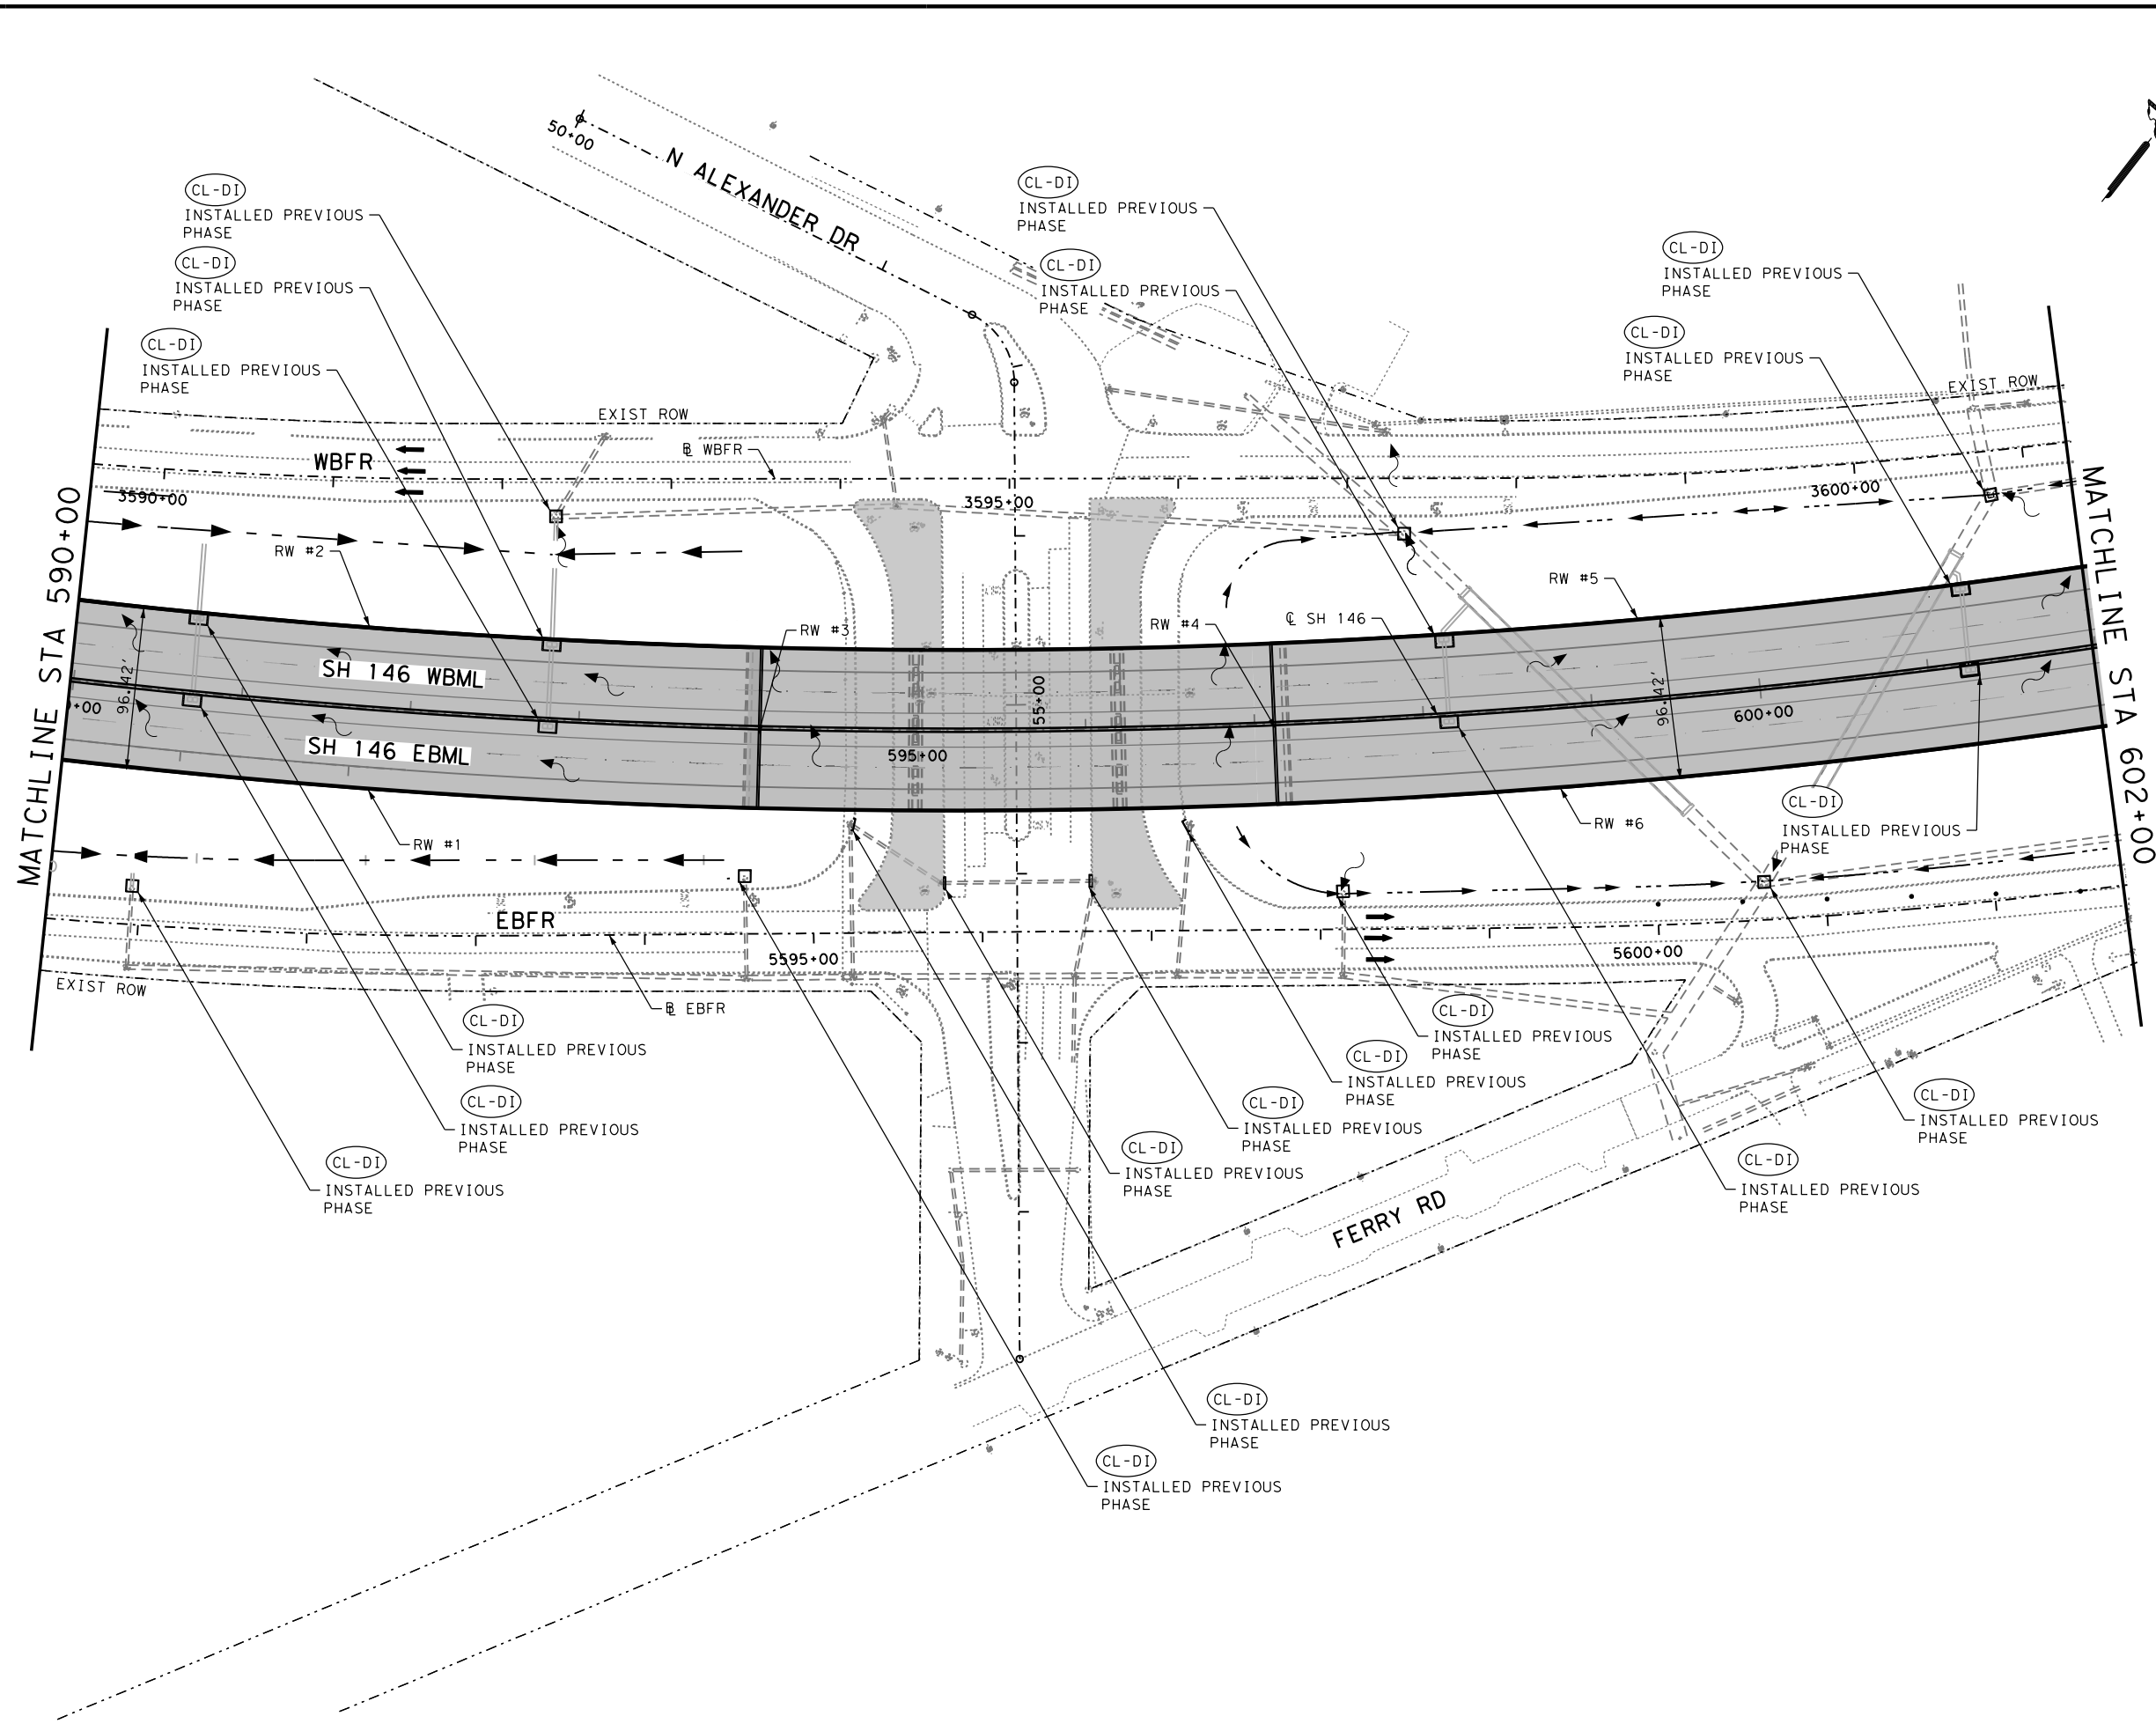 50+00
N ALEXANDER DR
CL-DI
INSTALLED PREVIOUS
PHASE
CL-DI
INSTALLED PREVIOUS
PHASE
CL-DI
INSTALLED PREVIOUS
PHASE
CL-DI
INSTALLED PREVIOUS
PHASE
CL-DI
INSTALLED PREVIOUS
PHASE
CL-DI
INSTALLED PREVIOUS
PHASE
CL-DI
INSTALLED PREVIOUS
PHASE
EXIST ROW
EXIST ROW
WBFR
℄ WBFR
3590+00
3595+00
3600+00
MATCHLINE STA 590+00
MATCHLINE STA 602+00
RW #2
RW #3
RW #4
℄ SH 146
RW #5
SH 146 WBML
96.42'
96.42'
55+00
+00
SH 146 EBML
595+00
600+00
RW #1
RW #6
CL-DI
INSTALLED PREVIOUS
PHASE
EBFR
5595+00
5600+00
EXIST ROW
℄ EBFR
CL-DI
INSTALLED PREVIOUS
PHASE
CL-DI
INSTALLED PREVIOUS
PHASE
CL-DI
INSTALLED PREVIOUS
PHASE
CL-DI
INSTALLED PREVIOUS
PHASE
CL-DI
INSTALLED PREVIOUS
PHASE
CL-DI
INSTALLED PREVIOUS
PHASE
CL-DI
INSTALLED PREVIOUS
PHASE
CL-DI
INSTALLED PREVIOUS
PHASE
CL-DI
INSTALLED PREVIOUS
PHASE
FERRY RD
CL-DI
INSTALLED PREVIOUS
PHASE
CL-DI
INSTALLED PREVIOUS
PHASE